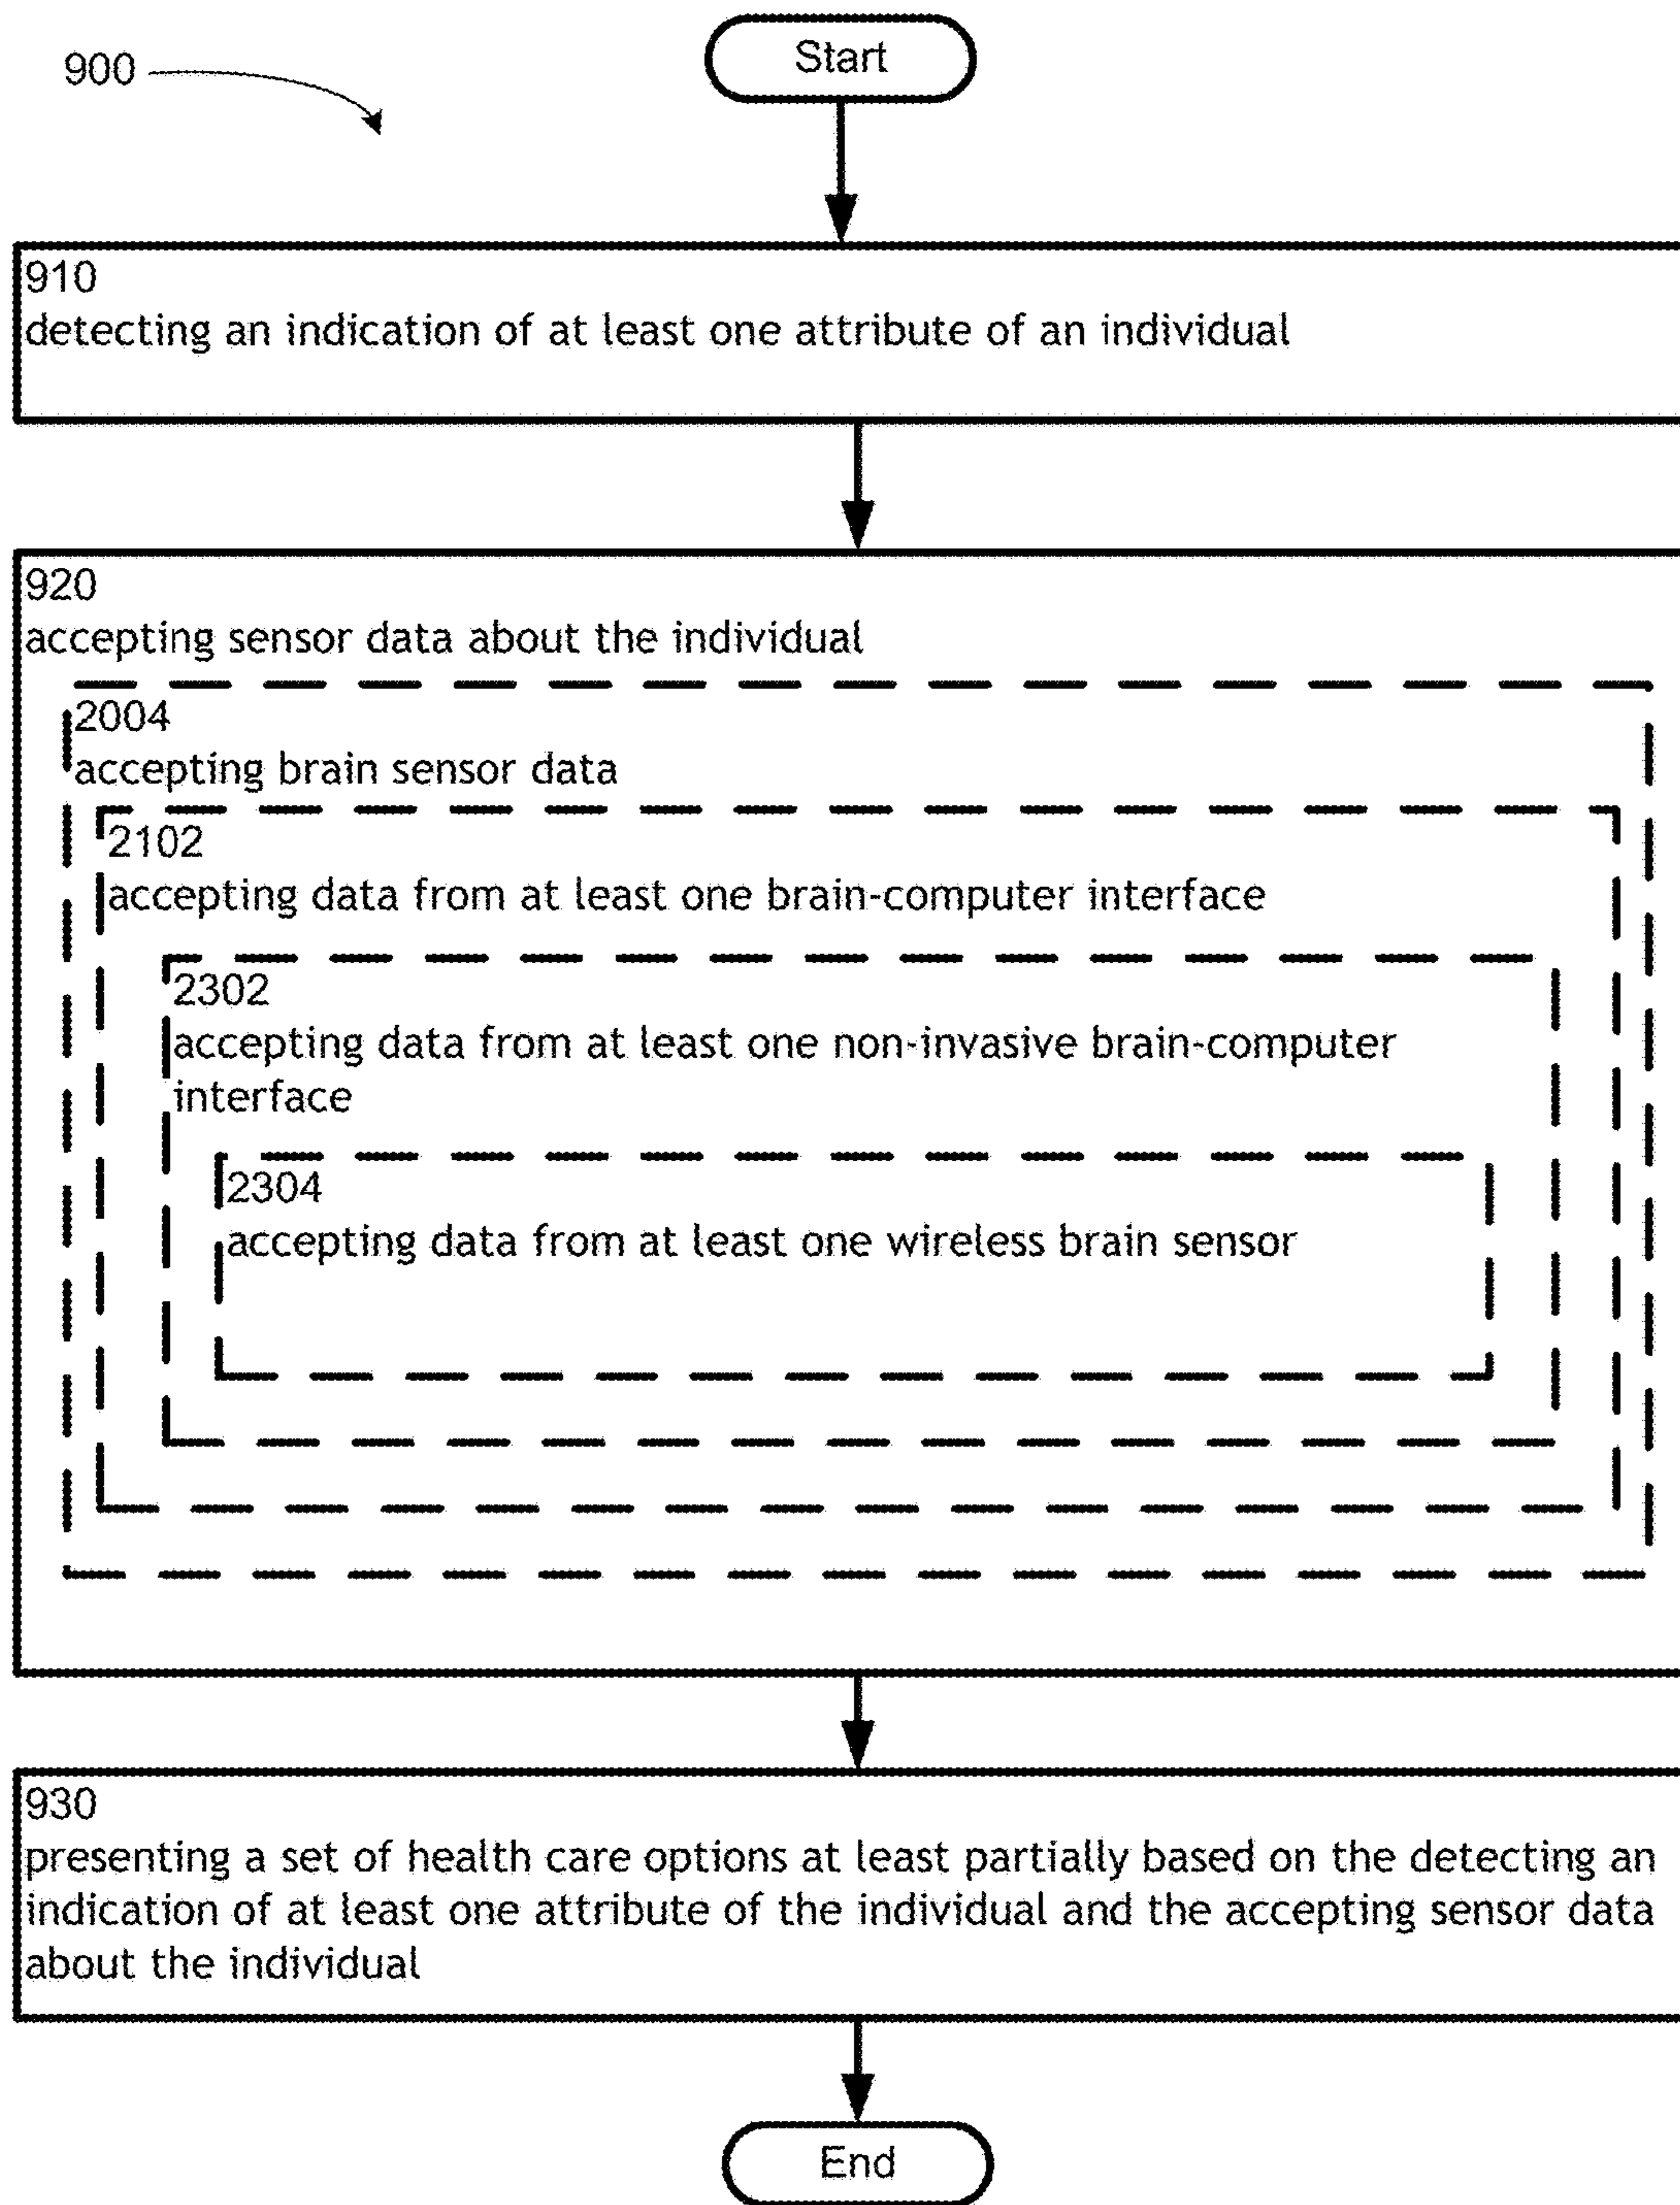 900
Start
910
detecting an indication of at least one attribute of an individual
920
accepting sensor data about the individual
2004
accepting brain sensor data
2102
accepting data from at least one brain-computer interface
2302
accepting data from at least one non-invasive brain-computer
interface
2304
accepting data from at least one wireless brain sensor
930
presenting a set of health care options at least partially based on the detecting an
indication of at least one attribute of the individual and the accepting sensor data
about the individual
End